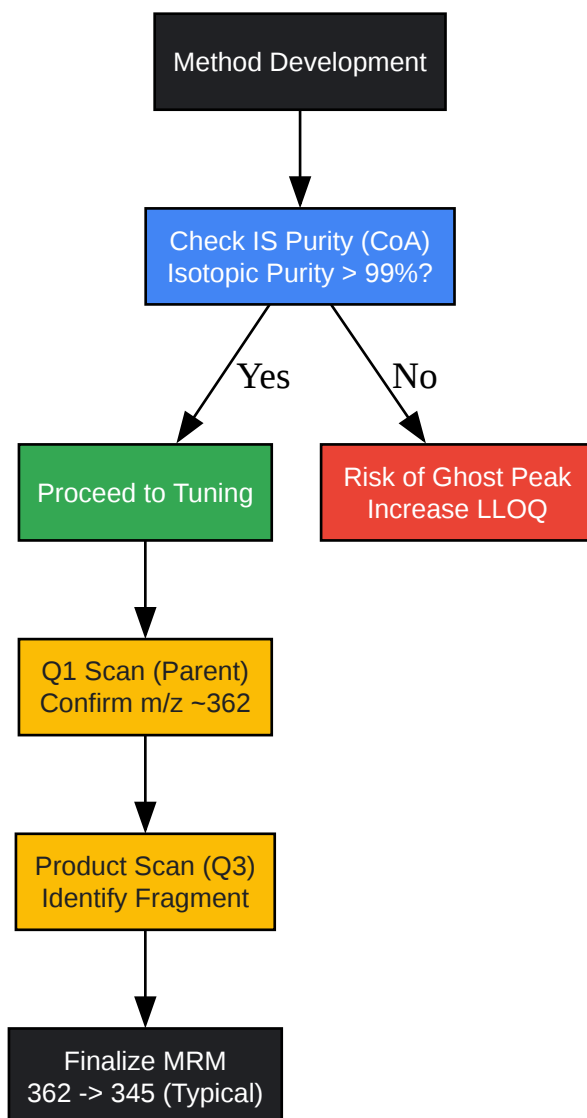 Method Development
Check IS Purity (CoA)
Isotopic Purity > 99%?
Yes
No
Proceed to Tuning
Risk of Ghost Peak
Increase LLOQ
Q1 Scan (Parent)
Confirm m/z ~362
Product Scan (Q3)
Identify Fragment
Finalize MRM
362 -> 345 (Typical)